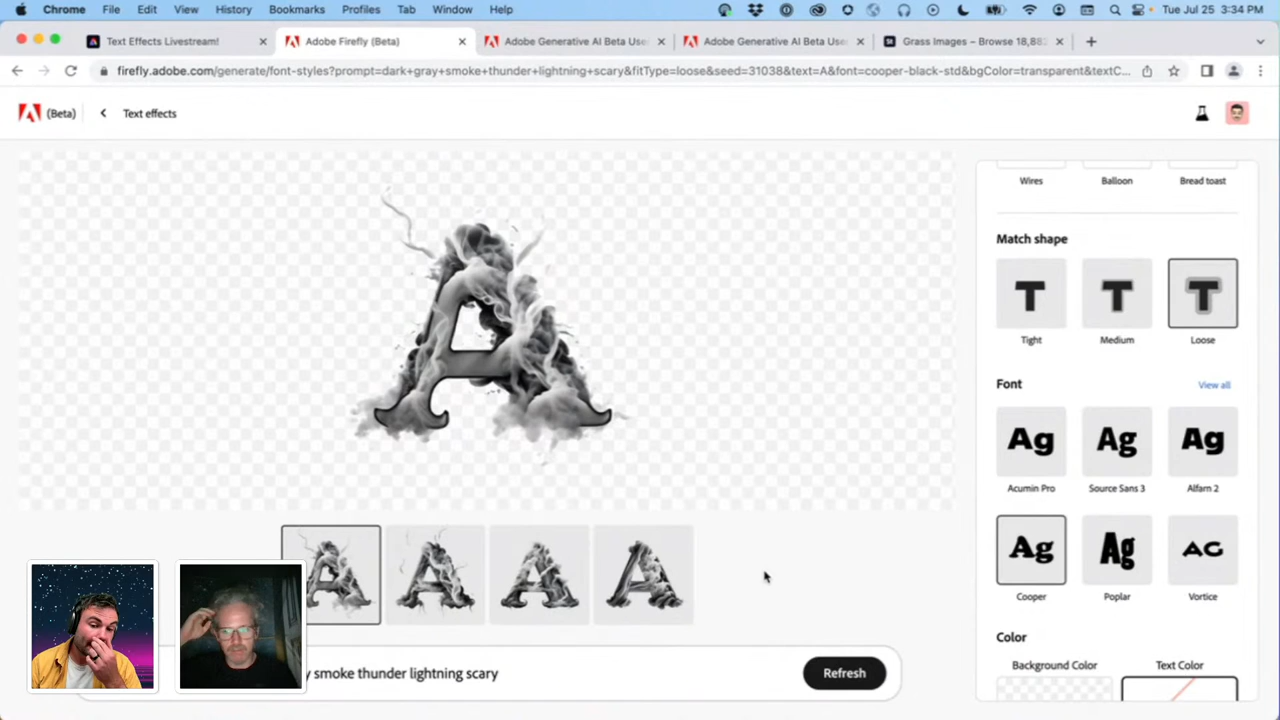 Chrome File Edit View History Bookmarks Profiles Tab Window Help Tue Jul 25 3:34 PM
Text Effects Livestream! Adobe Firefly (Beta) Adobe Generative AI Beta Use Adobe Generative AI Beta Use St Grass Images – Browse 18,88
firefly.adobe.com/generate/font-styles?prompt=dark+gray+smoke+thunder+lightning+scary&fitType=loose&seed=31038&text=A&font=cooper-black-std&bgColor=transparent&textC...
(Beta) Text effects
Wires Balloon Bread toast
Match shape
T T T
Tight Medium Loose
Font View all
Ag Ag Ag
Acumin Pro Source Sans 3 Alfarn 2
Ag Ag AG
Cooper Poplar Vortice
Color
Background Color Text Color
A
A A A A
y smoke thunder lightning scary Refresh